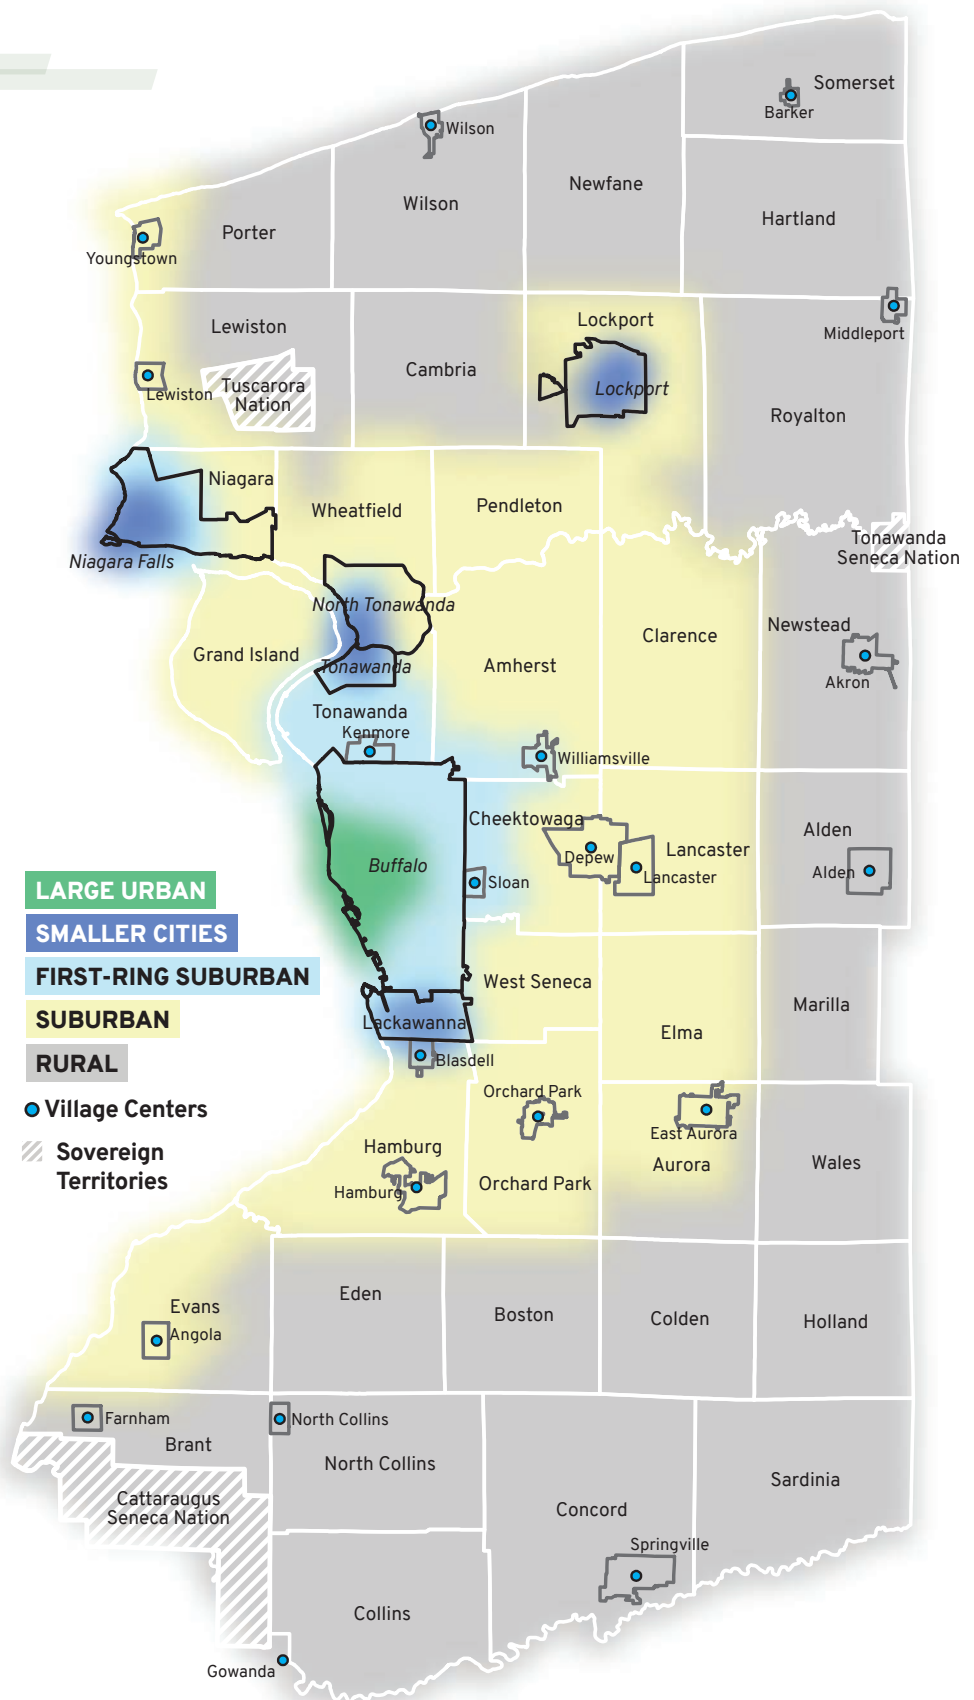 Somerset
Barker
Wilson
Newfane
Wilson
Hartland
Porter
Youngstown
Middleport
Lewiston
Lockport
Cambria
Lockport
Lewiston
Tuscarora
Nation
Royalton
Niagara
Wheatfield
Pendleton
Niagara Falls
Tonawanda
Seneca Nation
North Tonawanda
Newstead
Clarence
Grand Island
Tonawanda
Amherst
Akron
Tonawanda
Kenmore
Williamsville
Cheektowaga
Alden
Buffalo
Depew
Lancaster
Alden
Lancaster
Sloan
LARGE URBAN
SMALLER CITIES
FIRST-RING SUBURBAN
SUBURBAN
RURAL
Village Centers
Sovereign
Territories
West Seneca
Marilla
Lackawanna
Elma
Blasdell
Orchard Park
East Aurora
Hamburg
Aurora
Wales
Hamburg
Orchard Park
Eden
Evans
Boston
Colden
Holland
Angola
Farnham
North Collins
Brant
North Collins
Sardinia
Cattaraugus
Seneca Nation
Concord
Springville
Collins
Gowanda